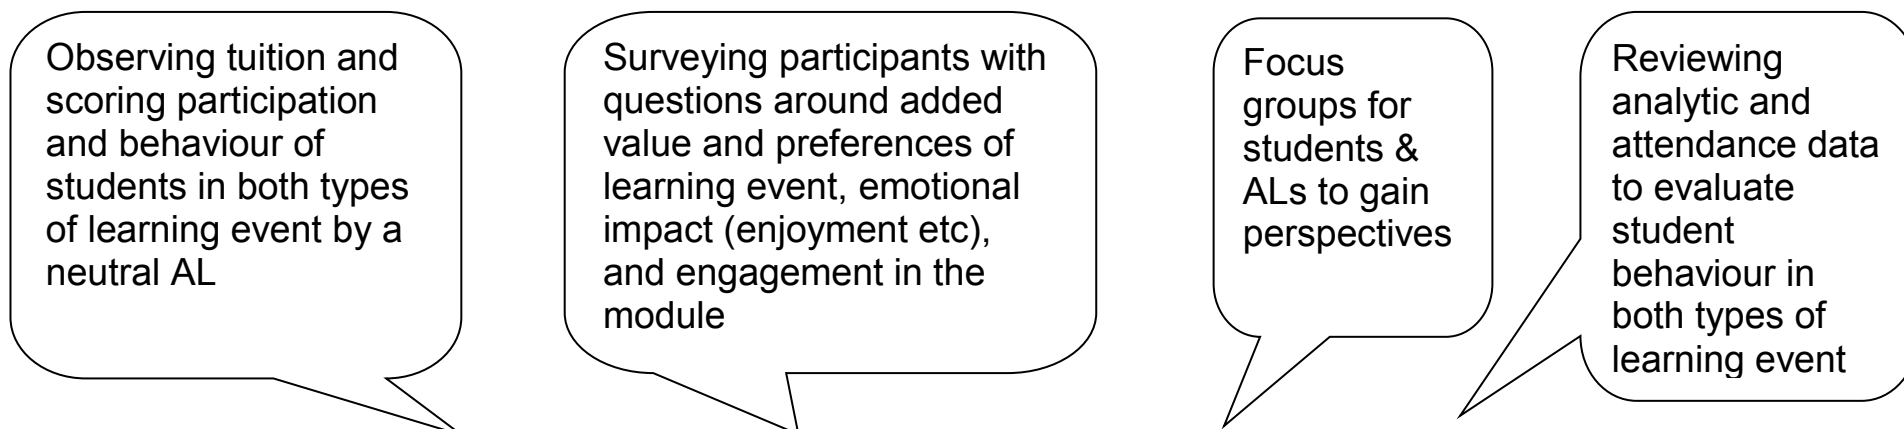 Observing tuition and
scoring participation
and behaviour of
students in both types
of learning event by a
neutral AL
Surveying participants with
questions around added
value and preferences of
learning event, emotional
impact (enjoyment etc),
and engagement in the
module
Focus
groups for
students &
ALs to gain
perspectives
Reviewing
analytic and
attendance data
to evaluate
student
behaviour in
both types of
learning event